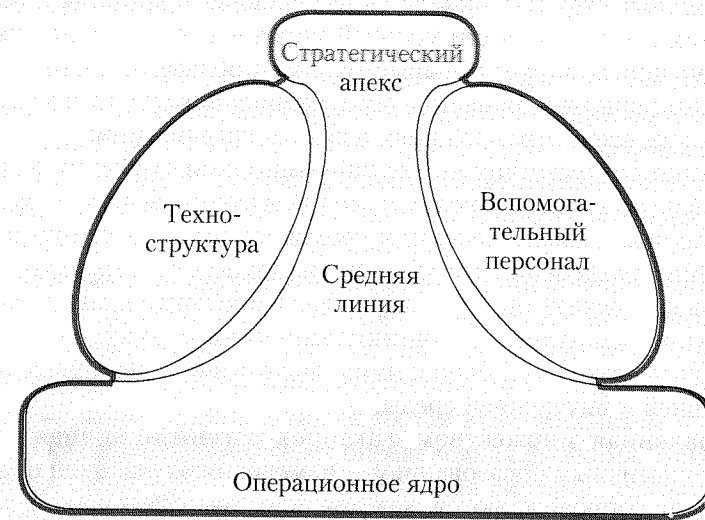 Стратегический
апекс
Техно-
структура
Вспомога-
тельный
персонал
Средняя
линия
Операционное ядро